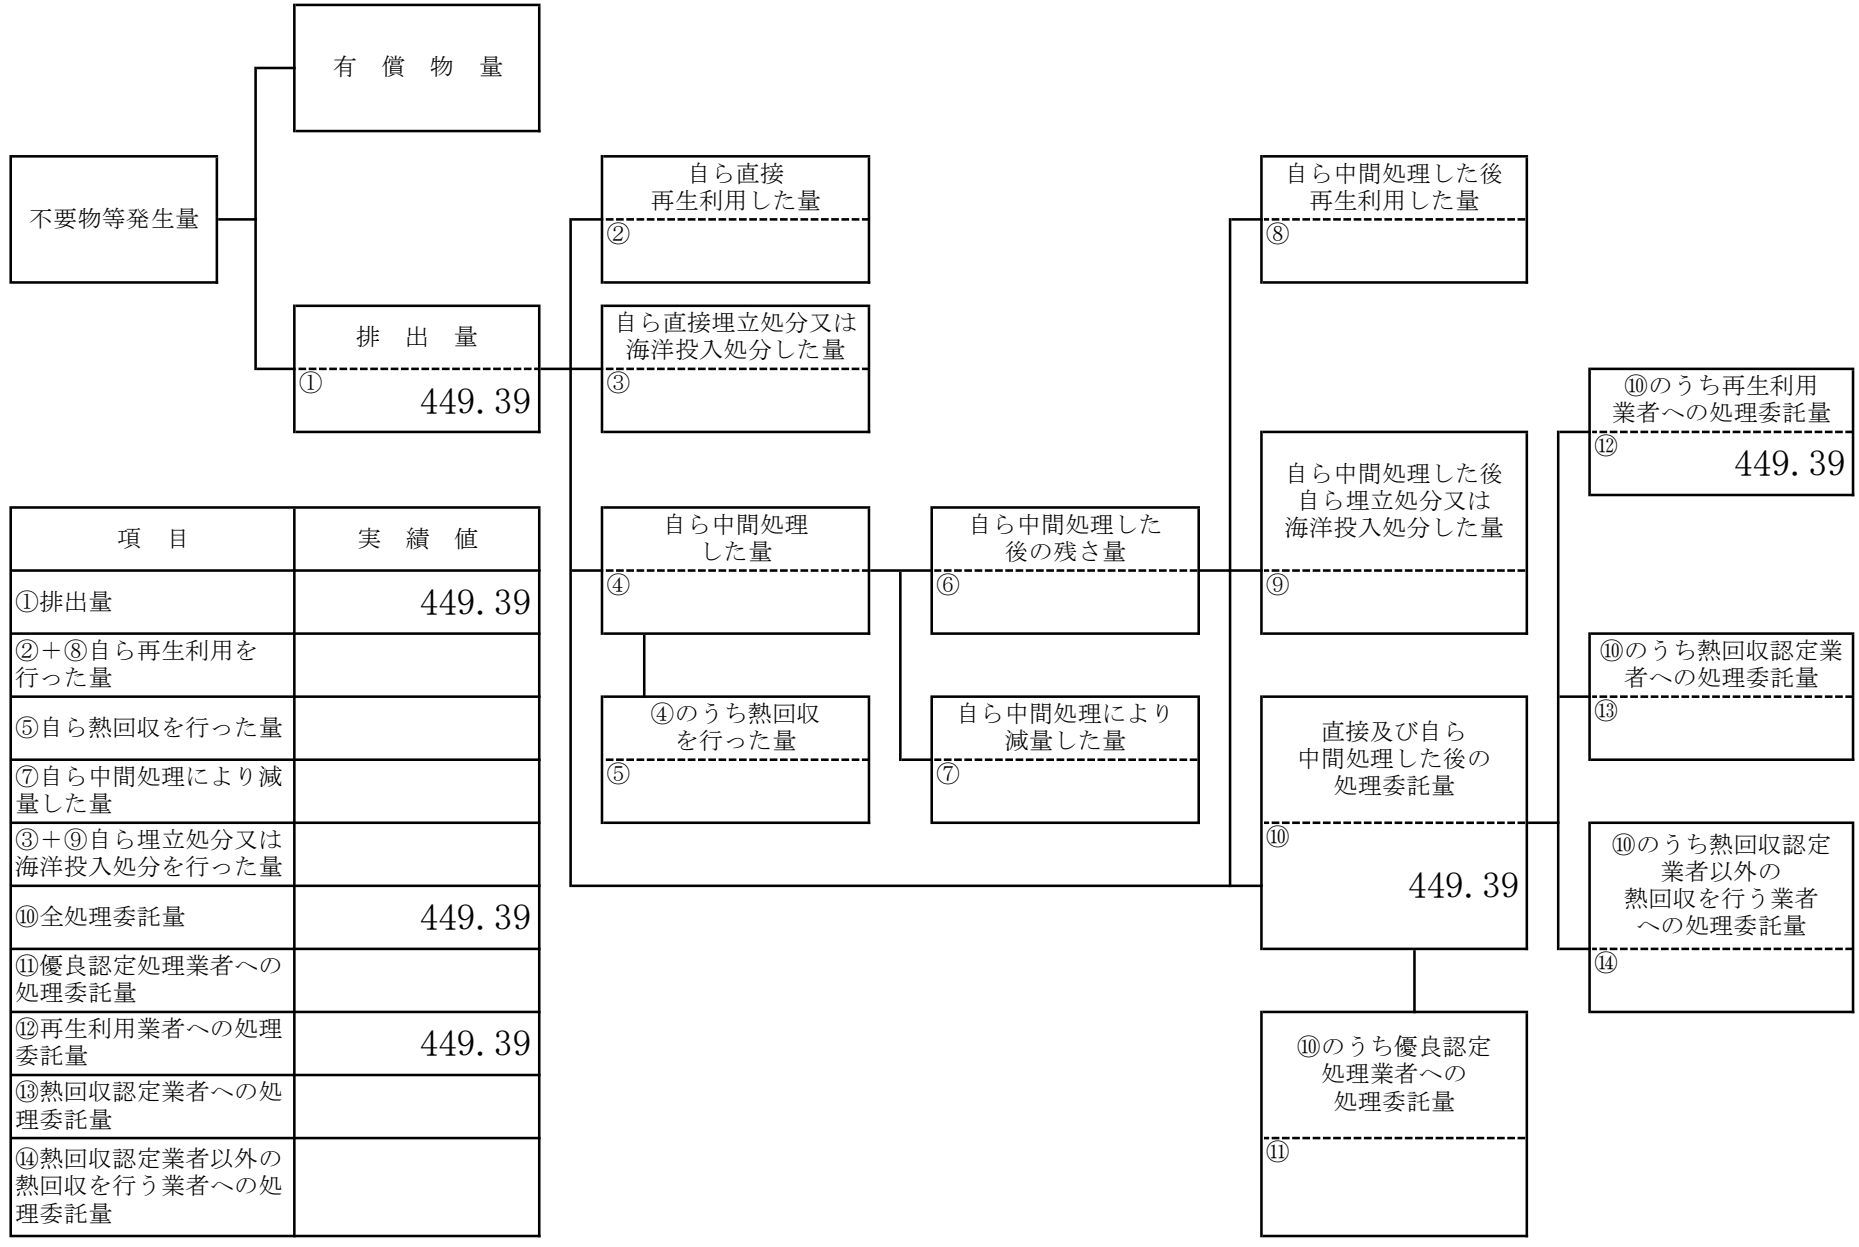 有　償　物　量
不要物等発生量
排　出　量
①
449.39
自ら直接
再生利用した量
②
自ら直接埋立処分又は
海洋投入処分した量
③
自ら中間処理
した量
④
④のうち熱回収
を行った量
⑤
自ら中間処理した
後の残さ量
⑥
自ら中間処理により
減量した量
⑦
自ら中間処理した後
再生利用した量
⑧
自ら中間処理した後
自ら埋立処分又は
海洋投入処分した量
⑨
直接及び自ら
中間処理した後の
処理委託量
⑩
449.39
⑩のうち優良認定
処理業者への
処理委託量
⑪
⑩のうち再生利用
業者への処理委託量
⑫
449.39
⑩のうち熱回収認定業
者への処理委託量
⑬
⑩のうち熱回収認定
業者以外の
熱回収を行う業者
への処理委託量
⑭
項　目
実　績　値
①排出量
449.39
②＋⑧自ら再生利用を
行った量
⑤自ら熱回収を行った量
⑦自ら中間処理により減
量した量
③＋⑨自ら埋立処分又は
海洋投入処分を行った量
⑩全処理委託量
449.39
⑪優良認定処理業者への
処理委託量
⑫再生利用業者への処理
委託量
449.39
⑬熱回収認定業者への処
理委託量
⑭熱回収認定業者以外の
熱回収を行う業者への処
理委託量